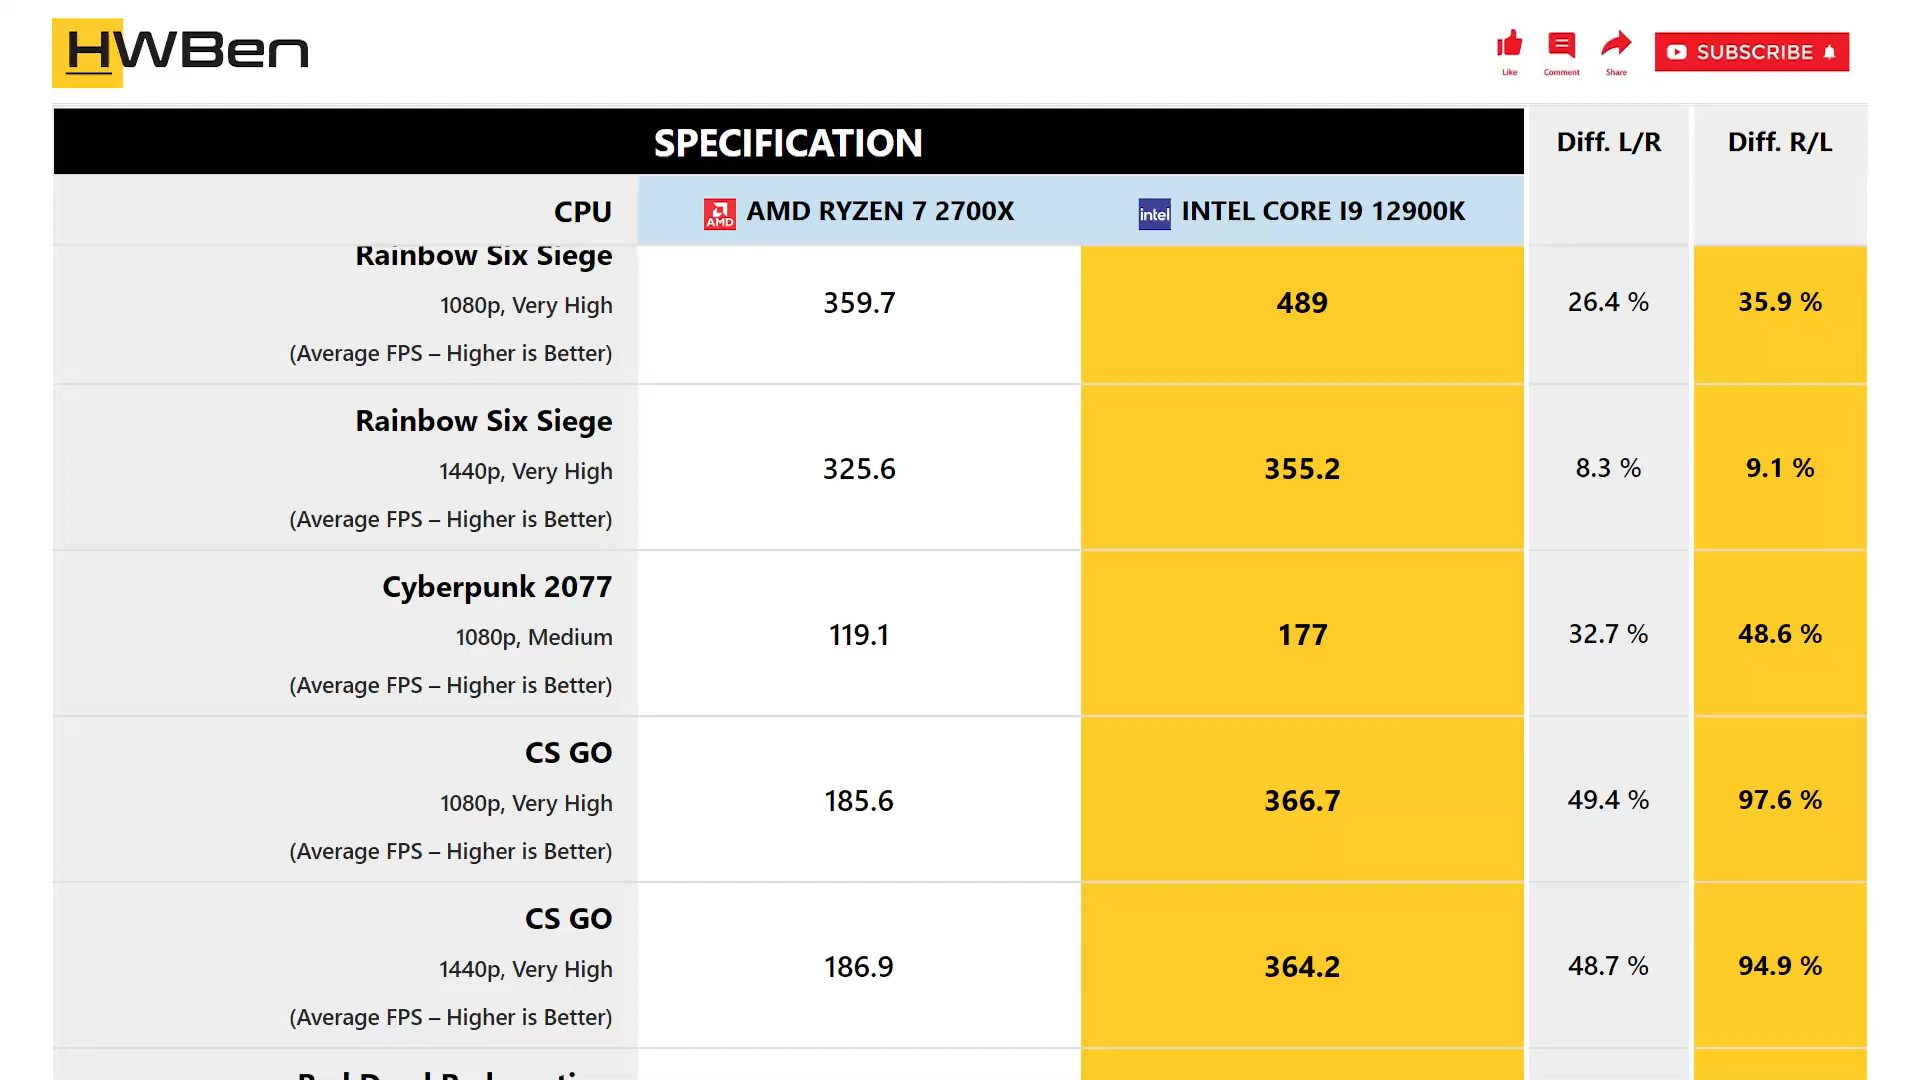 HWBen
Like
Comment
Share
SUBSCRIBE
SPECIFICATION
Diff. L/R
Diff. R/L
CPU
AMD
AMD RYZEN 7 2700X
intel
INTEL CORE I9 12900K
Rainbow Six Siege
1080p, Very High
(Average FPS – Higher is Better)
359.7
489
26.4 %
35.9 %
Rainbow Six Siege
1440p, Very High
(Average FPS – Higher is Better)
325.6
355.2
8.3 %
9.1 %
Cyberpunk 2077
1080p, Medium
(Average FPS – Higher is Better)
119.1
177
32.7 %
48.6 %
CS GO
1080p, Very High
(Average FPS – Higher is Better)
185.6
366.7
49.4 %
97.6 %
CS GO
1440p, Very High
(Average FPS – Higher is Better)
186.9
364.2
48.7 %
94.9 %